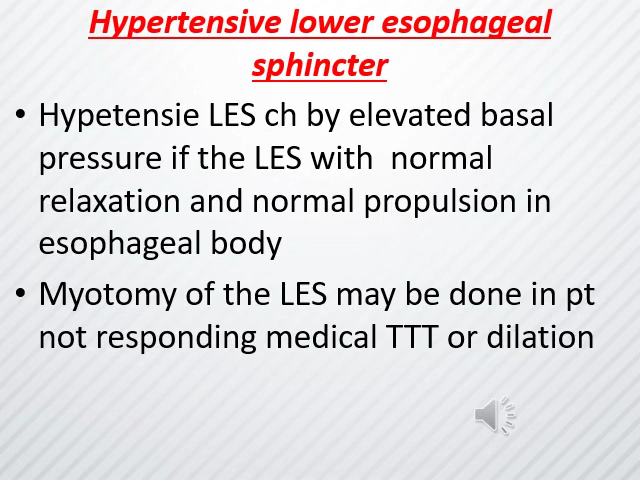 Hypertensive lower esophageal
sphincter
• Hypetensie LES ch by elevated basal
pressure if the LES with normal
relaxation and normal propulsion in
esophageal body
• Myotomy of the LES may be done in pt
not responding medical TTT or dilation